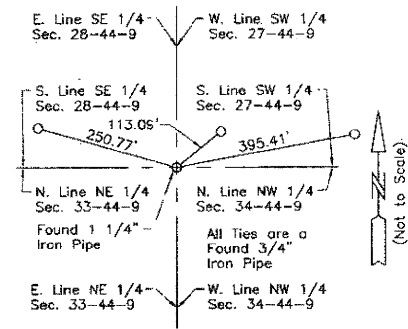 E. Line SE 1/4
Sec. 28-44-9
W. Line SW 1/4
Sec. 27-44-9
S. Line SE 1/4
Sec. 28-44-9
S. Line SW 1/4
Sec. 27-44-9
113.09'
250.77'
395.41'
N. Line NE 1/4
Sec. 33-44-9
N. Line NW 1/4
Sec. 34-44-9
Found 1 1/4"
Iron Pipe
All Ties are a
Found 3/4"
Iron Pipe
E. Line NE 1/4
Sec. 33-44-9
W. Line NW 1/4
Sec. 34-44-9
N
(Not to Scale)